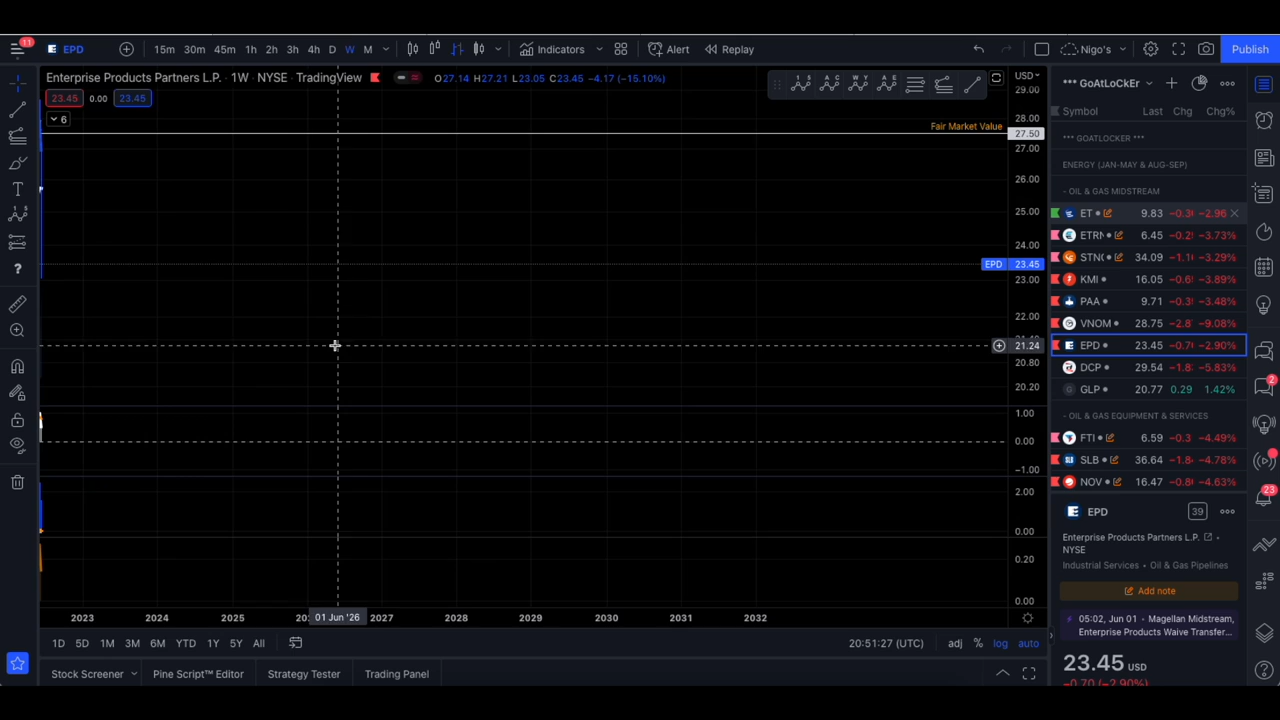 11
EPD
15m 30m 45m 1h 2h 3h 4h D W M
Indicators
Alert
Replay
Nigo's
Publish
Enterprise Products Partners L.P. · 1W · NYSE · TradingView
O27.14 H27.21 L23.05 C23.45 −4.17 (−15.10%)
23.45 0.00 23.45
6
1 5
A C
W Y
A E
USD
29.00
28.00
Fair Market Value
27.50
27.00
26.00
25.00
24.00
EPD 23.45
23.00
22.00
21.24
20.80
20.20
1.00
0.00
−1.00
2.00
0.00
0.20
0.00
2023 2024 2025 01 Jun '26 2027 2028 2029 2030 2031 2032
1D 5D 1M 3M 6M YTD 1Y 5Y All
20:51:27 (UTC)
adj % log auto
Stock Screener
Pine Script™ Editor
Strategy Tester
Trading Panel
*** GoAtLoCkEr
Symbol Last Chg Chg%
*** GOATLOCKER ***
ENERGY (JAN-MAY & AUG-SEP)
- OIL & GAS MIDSTREAM
ET 9.83 −2.96
6.45 −3.73%
34.09 −3.29%
KMI 16.05 −3.89%
PAA 9.71 −3.48%
VNOM 28.75 −9.08%
EPD 23.45 −2.90%
DCP 29.54 −5.83%
GLP 20.77 0.29 1.42%
- OIL & GAS EQUIPMENT & SERVICES
FTI 6.59 −4.49%
SLB 36.64 −4.78%
NOV 16.47 −4.63%
EPD
39
Enterprise Products Partners L.P.
NYSE
Industrial Services • Oil & Gas Pipelines
Add note
05:02, Jun 01 • Magellan Midstream,
Enterprise Products Waive Transfer...
23.45 USD
−0.70 (−2.90%)
2
23